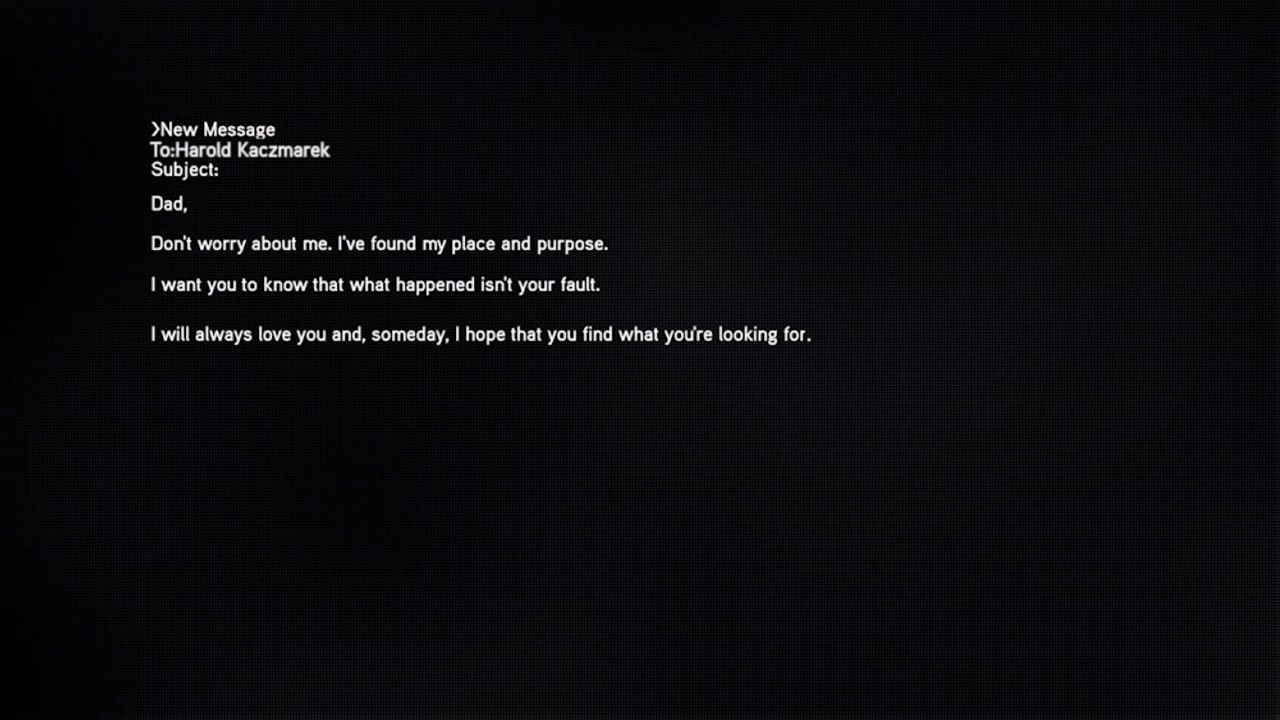 >New Message
To:Harold Kaczmarek
Subject:
Dad,
Don't worry about me. I've found my place and purpose.
I want you to know that what happened isn't your fault.
I will always love you and, someday, I hope that you find what you're looking for.